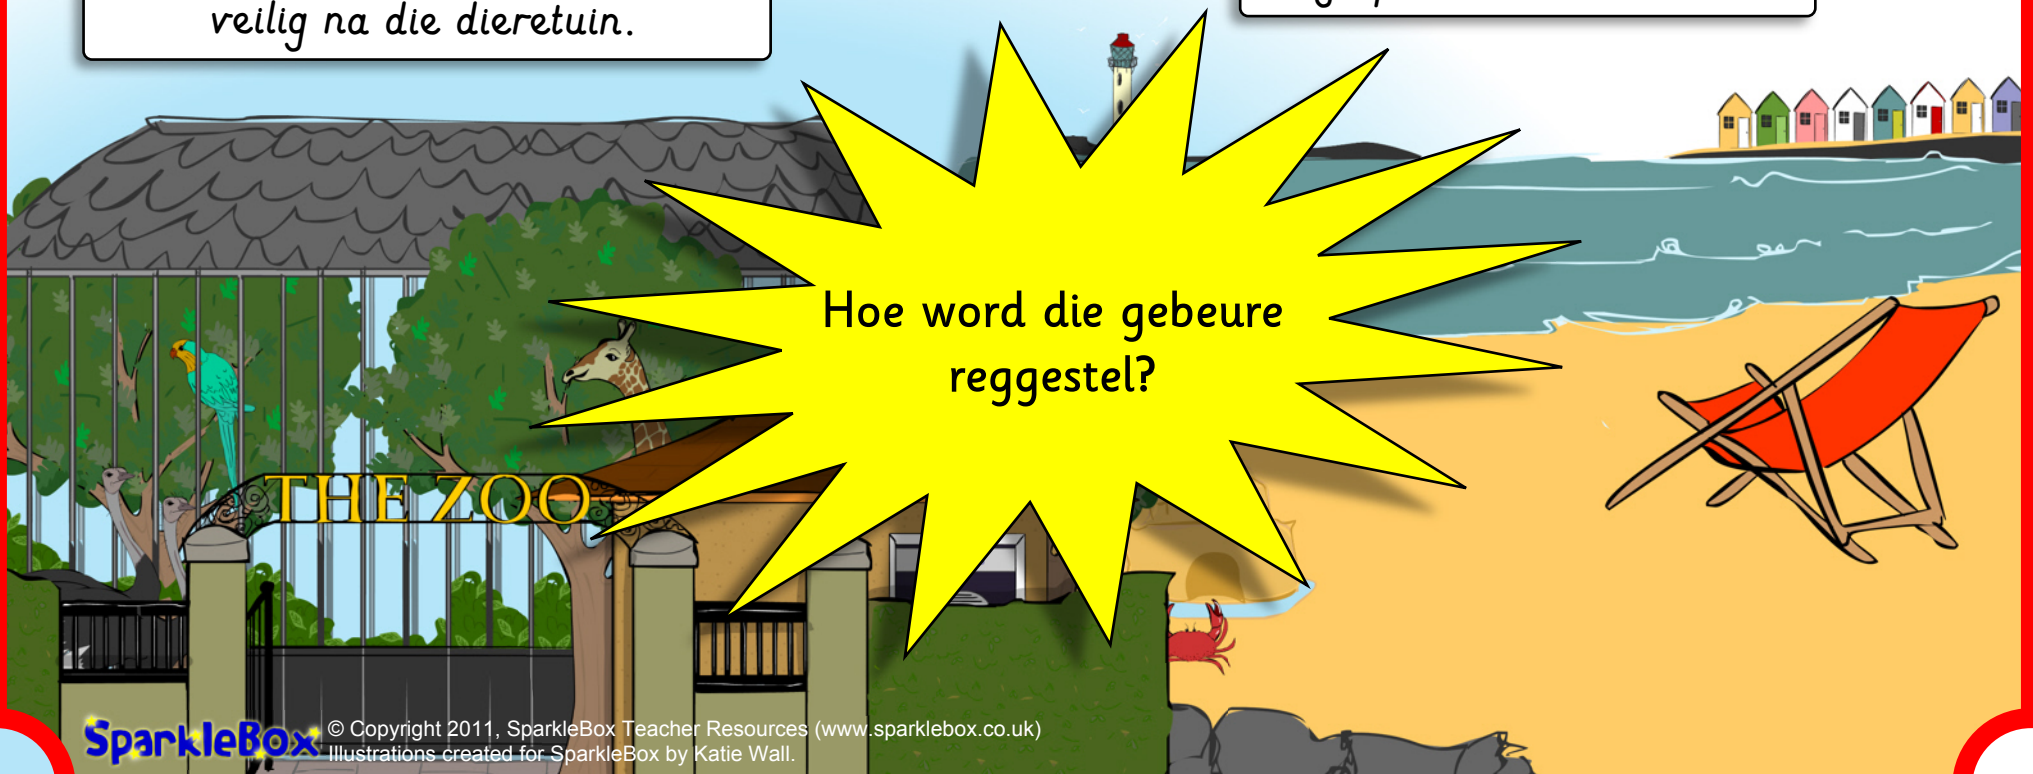 veilig na die dieretuin.
Hoe word die gebeure
reggestel?
THE ZOO
SparkleBox
© Copyright 2011, SparkleBox Teacher Resources (www.sparklebox.co.uk)
Illustrations created for SparkleBox by Katie Wall.